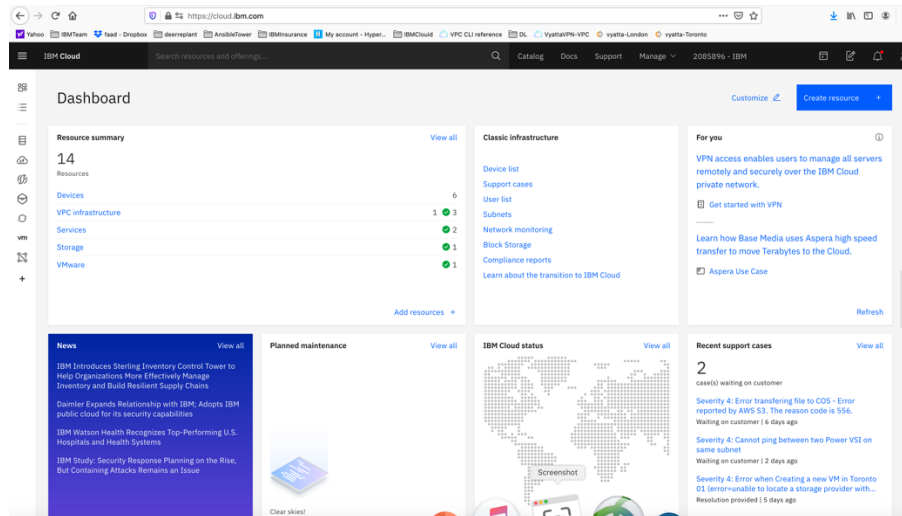 https://cloud.ibm.com
Yahoo IBMTeam faad - Dropbox deerreplant AnsibleTower IBMInsurance My account - Hyper... IBMClouid VPC CLI reference DL VyattaVPN-VPC vyatta-London vyatta-Toronto
IBM Cloud Search resources and offerings... Catalog Docs Support Manage 2085896 - IBM
Dashboard
Customize
Create resource +
Resource summary View all
14
Resources
Devices 6
VPC infrastructure 1 3
Services 2
Storage 1
VMware 1
Add resources +
Classic infrastructure
Device list
Support cases
User list
Subnets
Network monitoring
Block Storage
Compliance reports
Learn about the transition to IBM Cloud
For you
VPN access enables users to manage all servers
remotely and securely over the IBM Cloud
private network.
Get started with VPN
Learn how Base Media uses Aspera high speed
transfer to move Terabytes to the Cloud.
Aspera Use Case
Refresh
vm
News View all
IBM Introduces Sterling Inventory Control Tower to
Help Organizations More Effectively Manage
Inventory and Build Resilient Supply Chains
Daimler Expands Relationship with IBM; Adopts IBM
public cloud for its security capabilities
IBM Watson Health Recognizes Top-Performing U.S.
Hospitals and Health Systems
IBM Study: Security Response Planning on the Rise,
But Containing Attacks Remains an Issue
Planned maintenance View all
Clear skies!
IBM Cloud status View all
Screenshot
Recent support cases View all
2
case(s) waiting on customer
Severity 4: Error transfering file to COS - Error
reported by AWS S3. The reason code is 556.
Waiting on customer | 6 days ago
Severity 4: Cannot ping between two Power VSI on
same subnet
Waiting on customer | 2 days ago
Severity 4: Error when Creating a new VM in Toronto
01 (error=unable to locate a storage provider with...
Resolution provided | 5 days ago